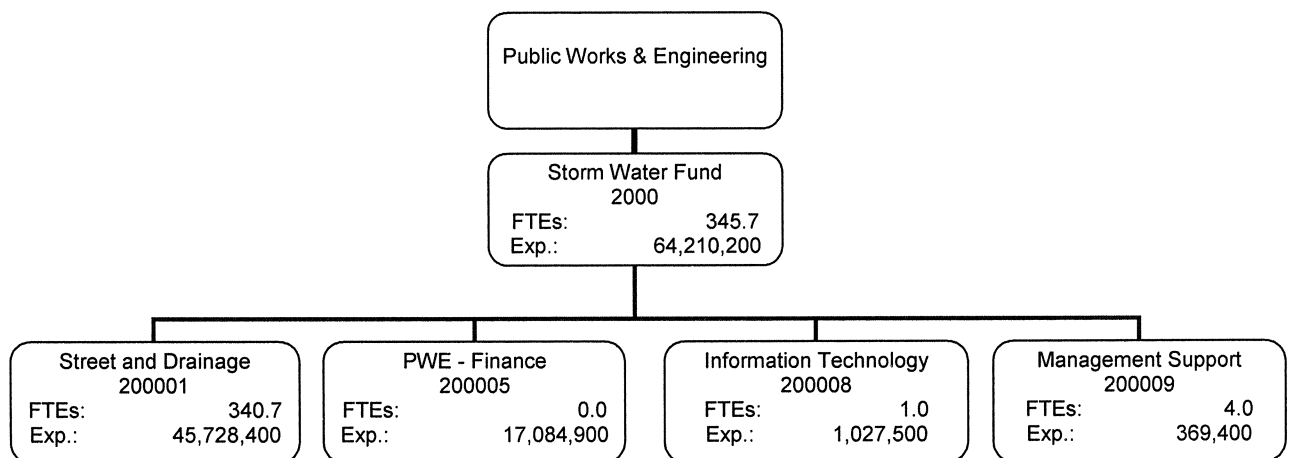 Public Works & Engineering
Storm Water Fund
2000
FTEs: 345.7
Exp.: 64,210,200
Street and Drainage
200001
FTEs: 340.7
Exp.: 45,728,400
PWE - Finance
200005
FTEs: 0.0
Exp.: 17,084,900
Information Technology
200008
FTEs: 1.0
Exp.: 1,027,500
Management Support
200009
FTEs: 4.0
Exp.: 369,400